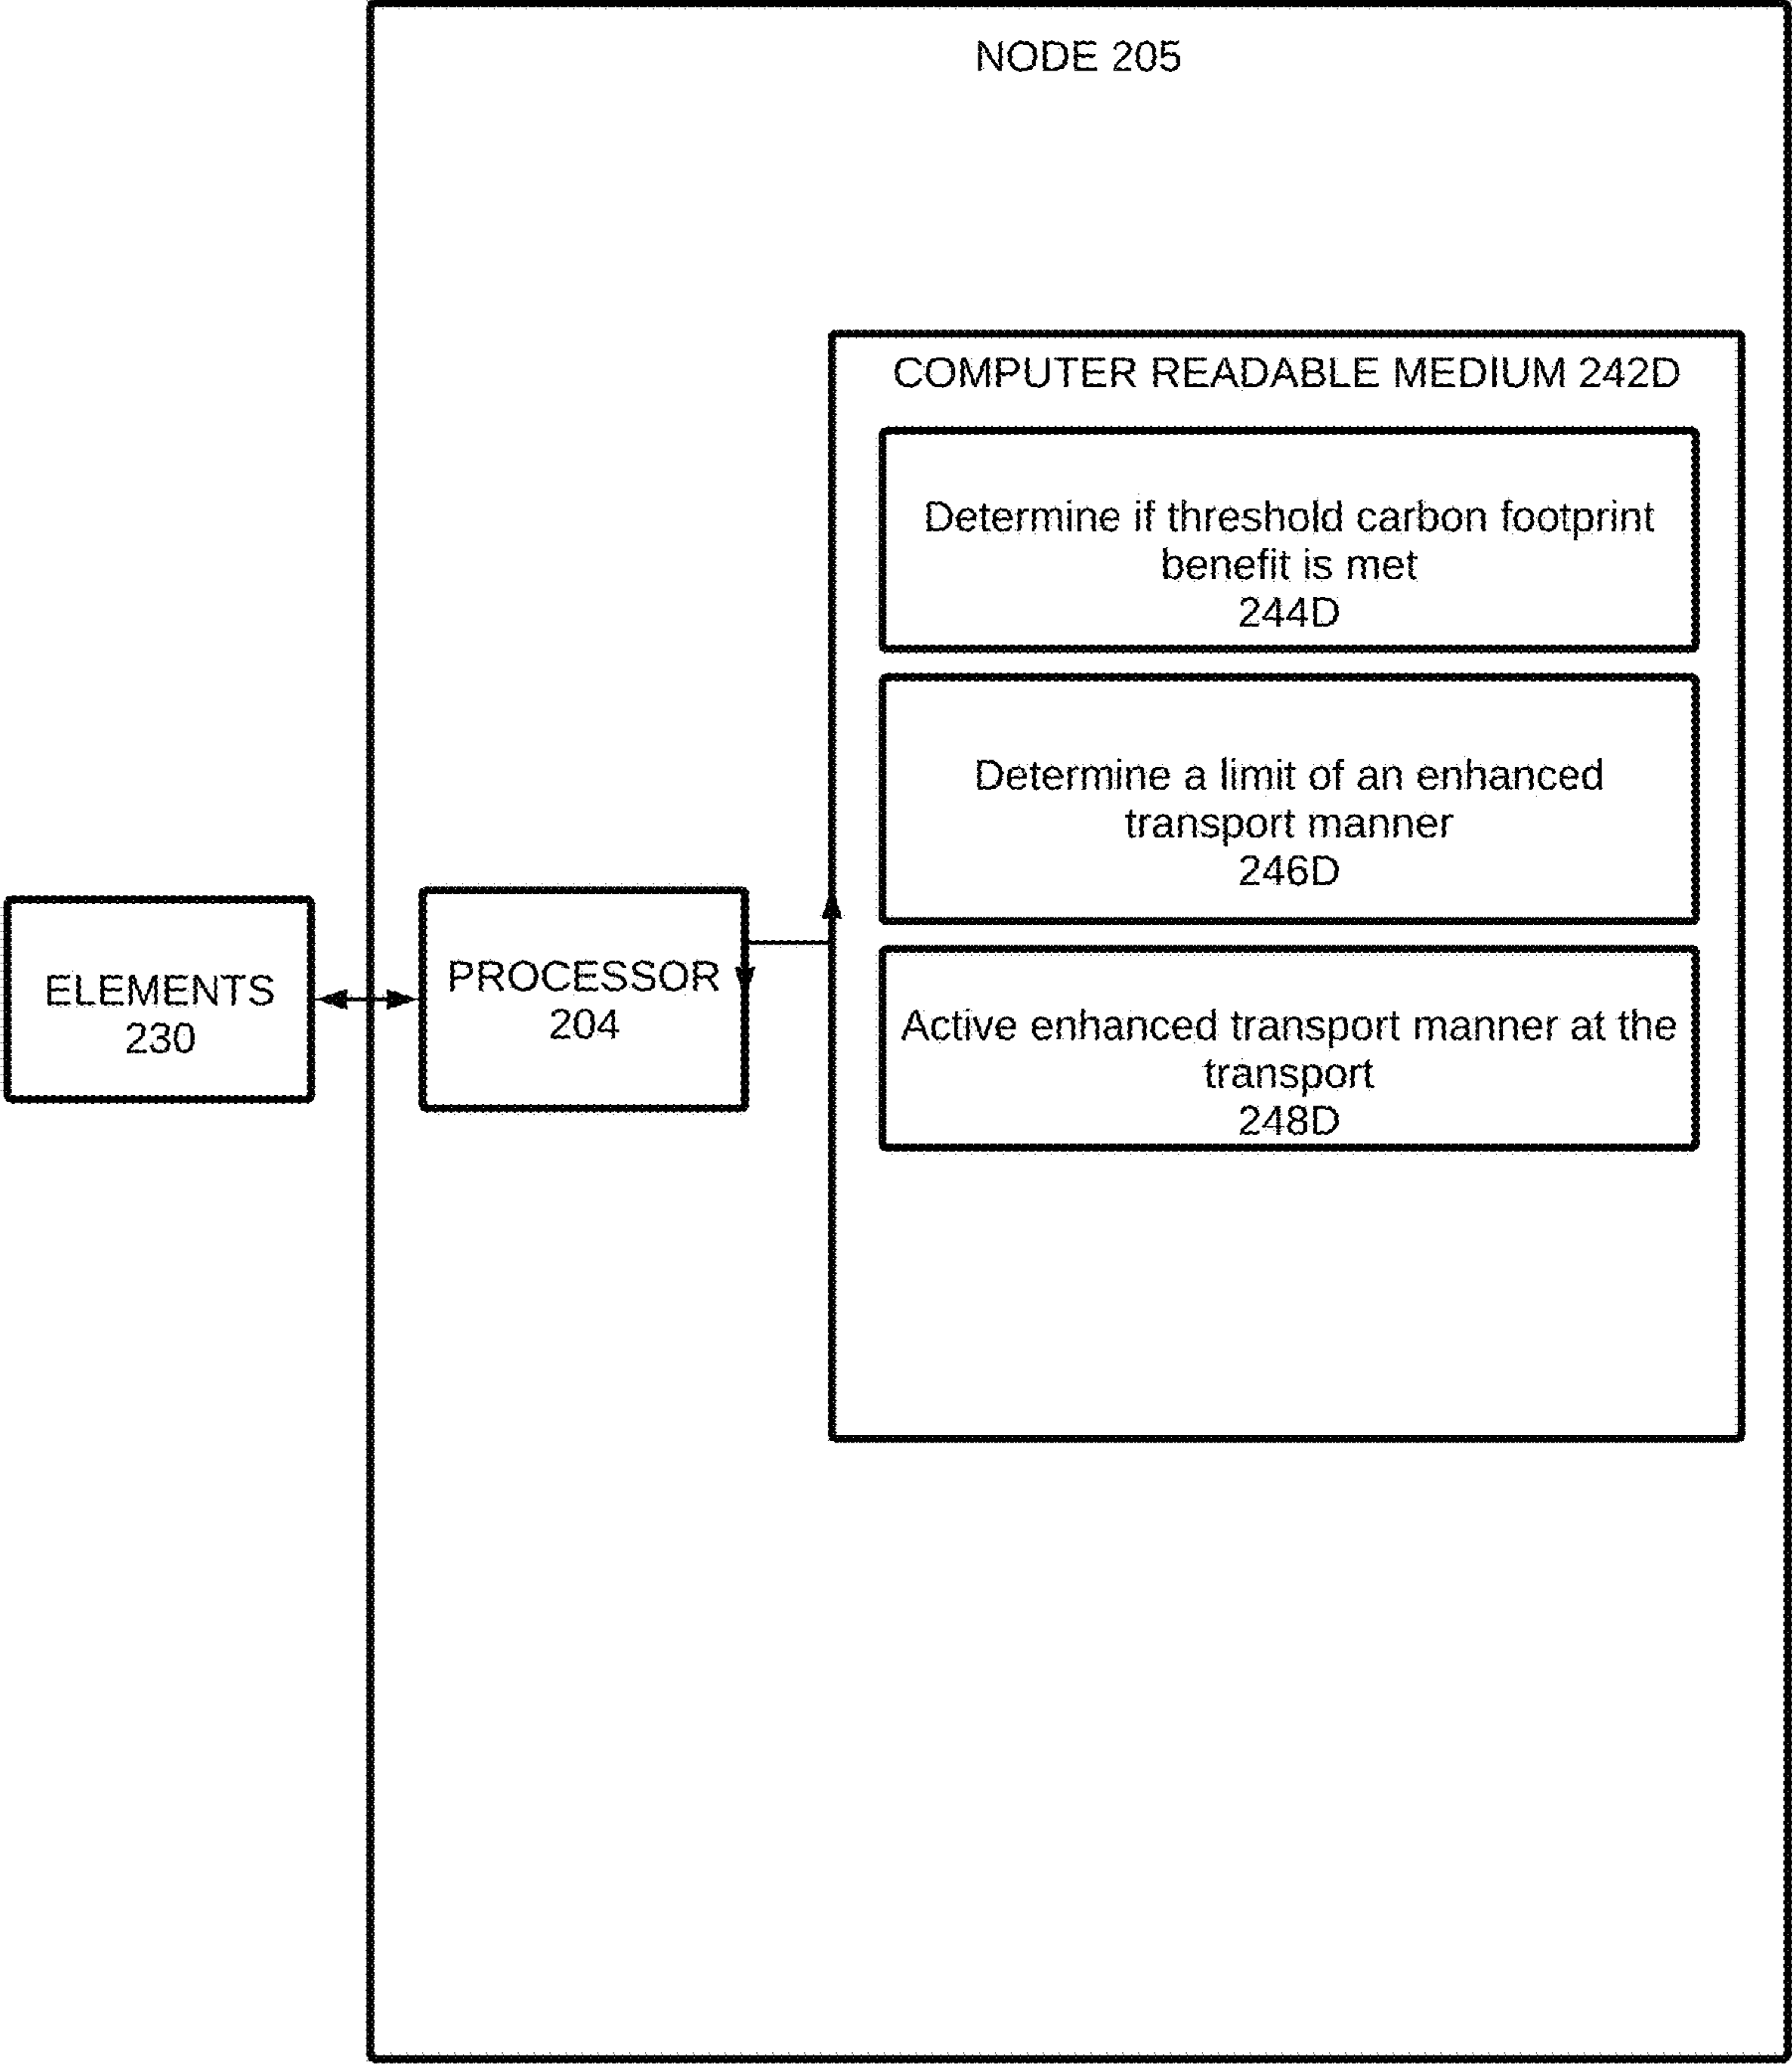 NODE 205
COMPUTER READABLE MEDIUM 242D
Determine if threshold carbon footprint
benefit is met
244D
Determine a limit of an enhanced
transport manner
246D
ELEMENTS
230
PROCESSOR
204
Active enhanced transport manner at the
transport
248D